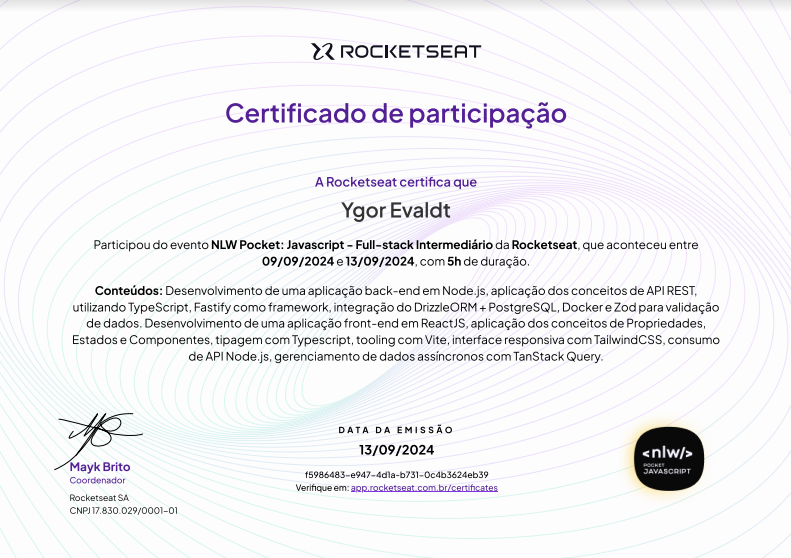 ROCKETSEAT
Certificado de participação
A Rocketseat certifica que
Ygor Evaldt
Participou do evento NLW Pocket: Javascript - Full-stack Intermediário da Rocketseat, que aconteceu entre
09/09/2024 e 13/09/2024, com 5h de duração.
Conteúdos: Desenvolvimento de uma aplicação back-end em Node.js, aplicação dos conceitos de API REST,
utilizando TypeScript, Fastify como framework, integração do DrizzleORM + PostgreSQL, Docker e Zod para validação
de dados. Desenvolvimento de uma aplicação front-end em ReactJS, aplicação dos conceitos de Propriedades,
Estados e Componentes, tipagem com Typescript, tooling com Vite, interface responsiva com TailwindCSS, consumo
de API Node.js, gerenciamento de dados assíncronos com TanStack Query.
Mayk Brito
Coordenador
Rocketseat SA
CNPJ 17.830.029/0001-01
DATA DA EMISSÃO
13/09/2024
f5986483-e947-4d1a-b731-0c4b3624eb39
Verifique em: app.rocketseat.com.br/certificates
<nlw/>
POCKET
JAVASCRIPT